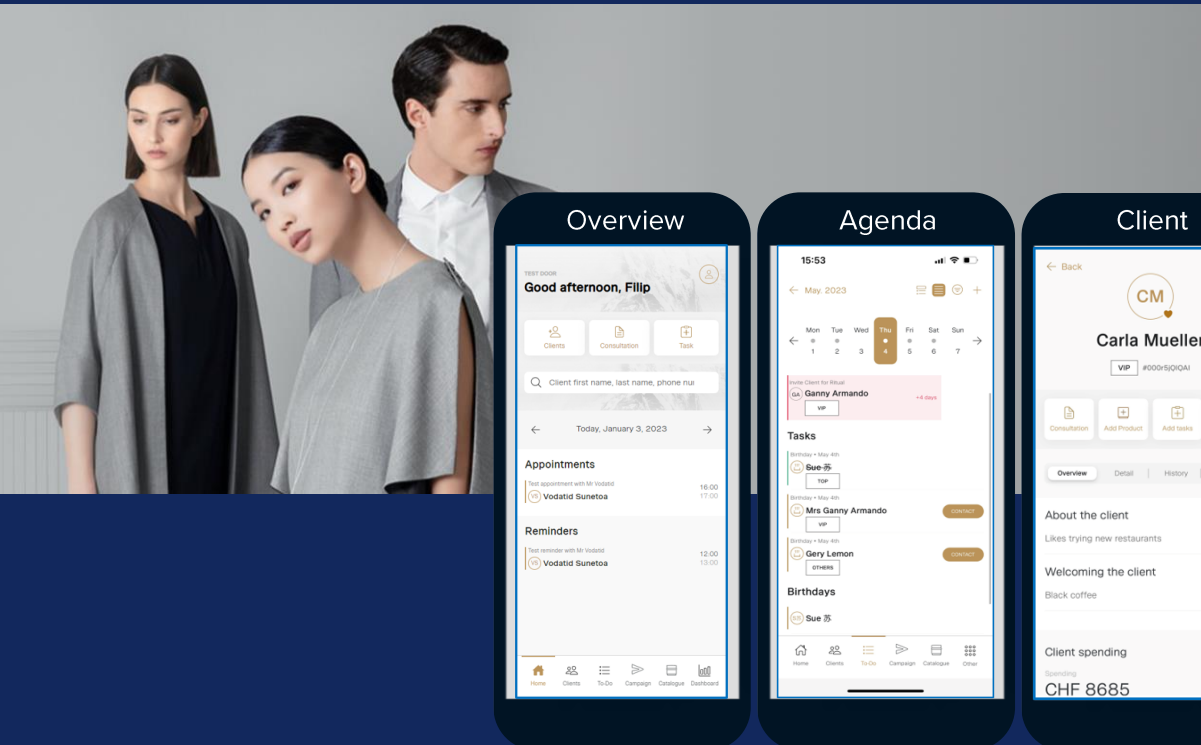 Overview
TEST DOOR
Good afternoon, Filip
Clients
Consultation
Task
Client first name, last name, phone nu
Today, January 3, 2023
Appointments
Test appointment with Mr Vodatid
VS Vodatid Sunetoa
16:00
17:00
Reminders
Test reminder with Mr Vodatid
VS Vodatid Sunetoa
12:00
13:00
Home Clients To-Do Campaign Catalogue Dashboard
Agenda
15:53
May. 2023
Mon Tue Wed Thu Fri Sat Sun
1 2 3 4 5 6 7
Invite Client for Ritual
GA Ganny Armando
+4 days
VIP
Tasks
Birthday • May 4th
Sue 苏
TOP
Birthday • May 4th
Mrs Ganny Armando
CONTACT
VIP
Birthday • May 4th
Gery Lemon
CONTACT
OTHERS
Birthdays
Sue 苏
Home Clients To-Do Campaign Catalogue Other
Client
Back
CM
Carla Mueller
VIP
Consultation
Add Product
Add tasks
Overview Detail History
About the client
Likes trying new restaurants
Welcoming the client
Black coffee
Client spending
Spending
CHF 8685